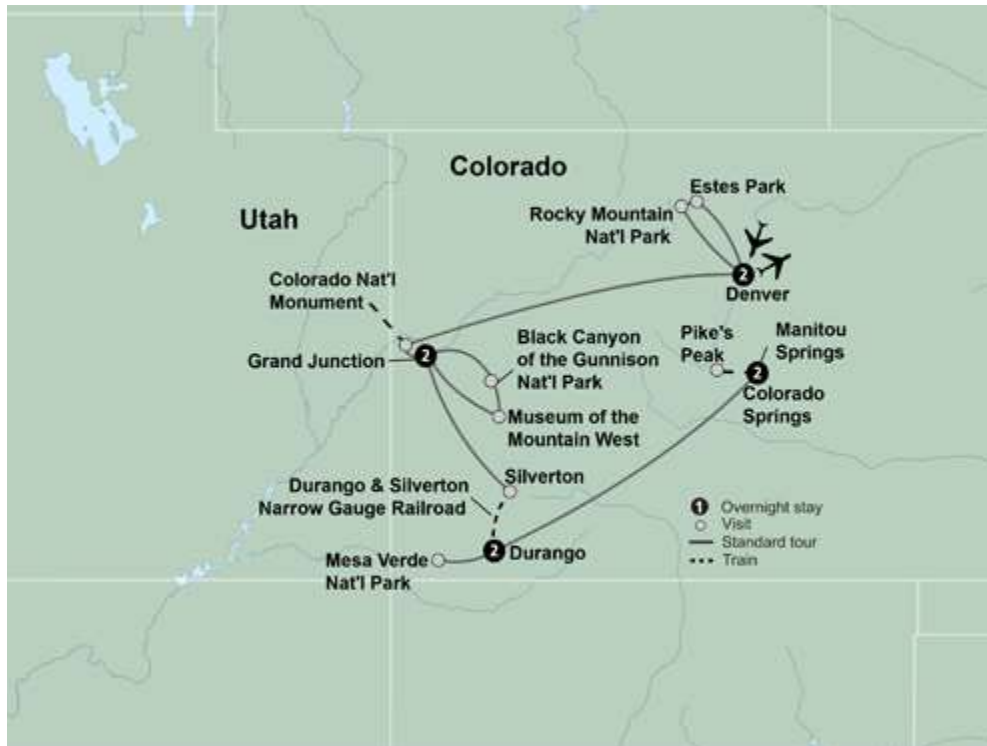 Colorado
Utah
Estes Park
Rocky Mountain
Nat'l Park
2
Denver
Colorado Nat'l
Monument
Grand Junction
2
Black Canyon
of the Gunnison
Nat'l Park
Museum of the
Mountain West
Pike's
Peak
Manitou
Springs
2
Colorado
Springs
Silverton
Durango & Silverton
Narrow Gauge Railroad
2 Durango
Mesa Verde
Nat'l Park
1 Overnight stay
Visit
Standard tour
Train